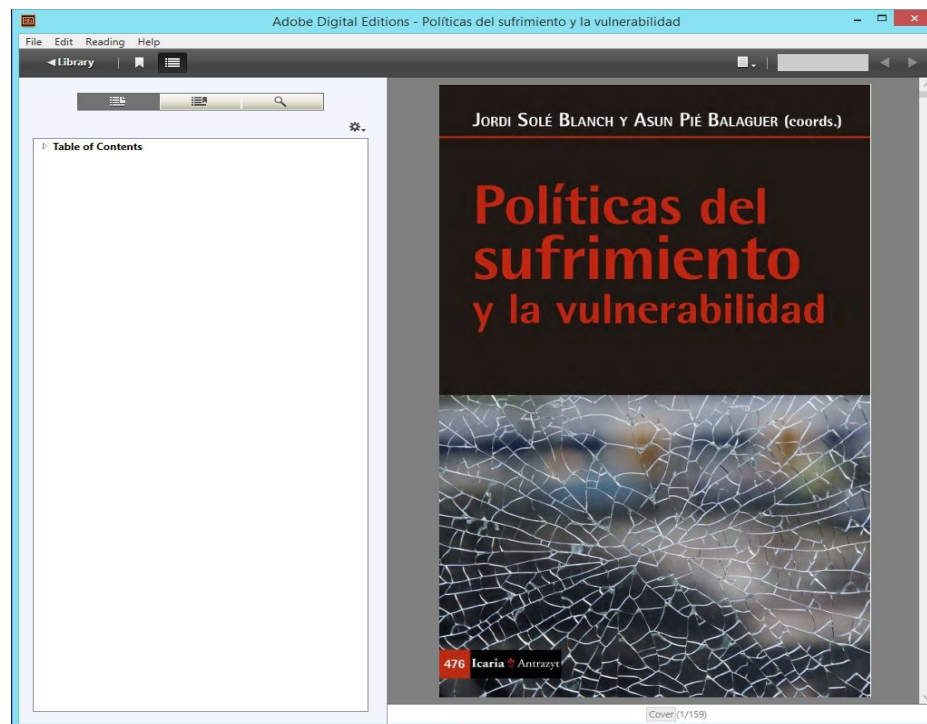 Adobe Digital Editions - Políticas del sufrimiento y la vulnerabilidad
File Edit Reading Help
Library
Table of Contents
JORDI SOLÉ BLANCH Y ASUN PIÉ BALAGUER (coords.)
Políticas del
sufrimiento
y la vulnerabilidad
476 Icaria Antrazyt
Cover (1/159)